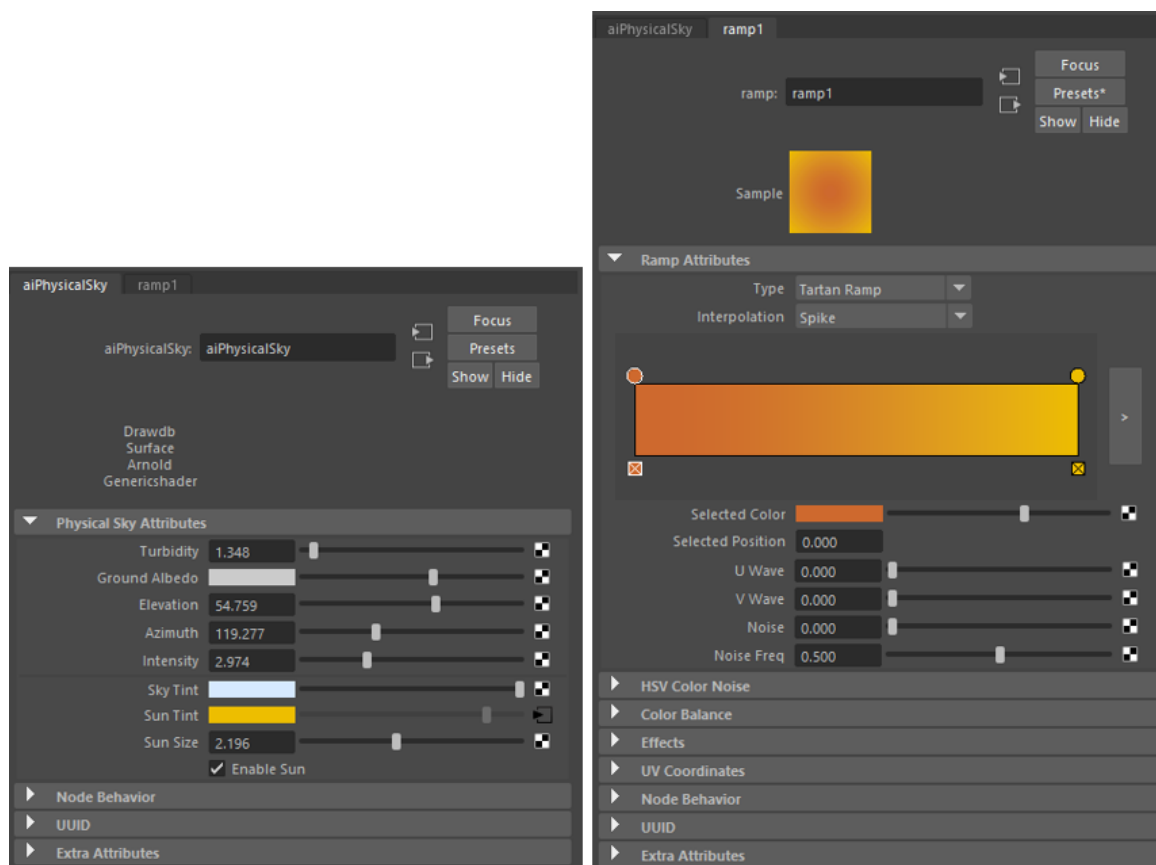 aiPhysicalSky ramp1
aiPhysicalSky: aiPhysicalSky
Focus
Presets
Show Hide
Drawdb
Surface
Arnold
Genericshader
Physical Sky Attributes
Turbidity 1.348
Ground Albedo
Elevation 54.759
Azimuth 119.277
Intensity 2.974
Sky Tint
Sun Tint
Sun Size 2.196
Enable Sun
Node Behavior
UUID
Extra Attributes
aiPhysicalSky ramp1
ramp: ramp1
Focus
Presets*
Show Hide
Sample
Ramp Attributes
Type Tartan Ramp
Interpolation Spike
>
Selected Color
Selected Position 0.000
U Wave 0.000
V Wave 0.000
Noise 0.000
Noise Freq 0.500
HSV Color Noise
Color Balance
Effects
UV Coordinates
Node Behavior
UUID
Extra Attributes